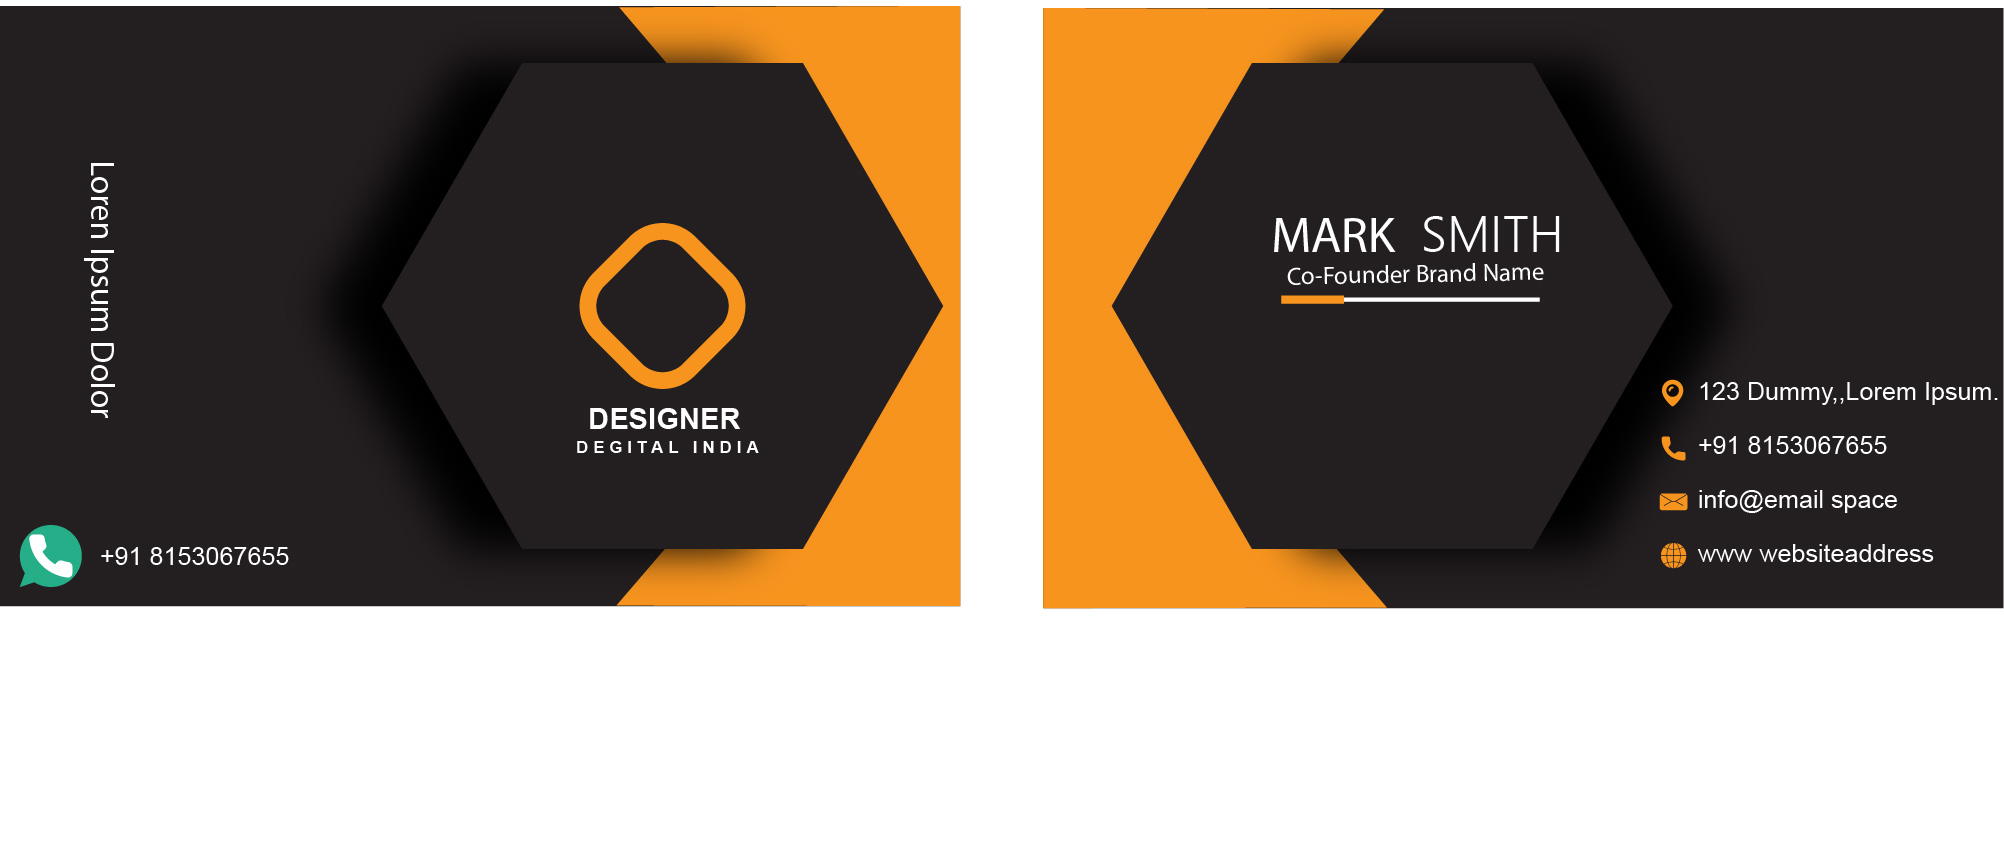 Loren Ipsum Dolor
DESIGNER
DEGITAL INDIA
+91 8153067655
MARK SMITH
Co-Founder Brand Name
123 Dummy,,Lorem Ipsum.
+91 8153067655
info@email space
www websiteaddress